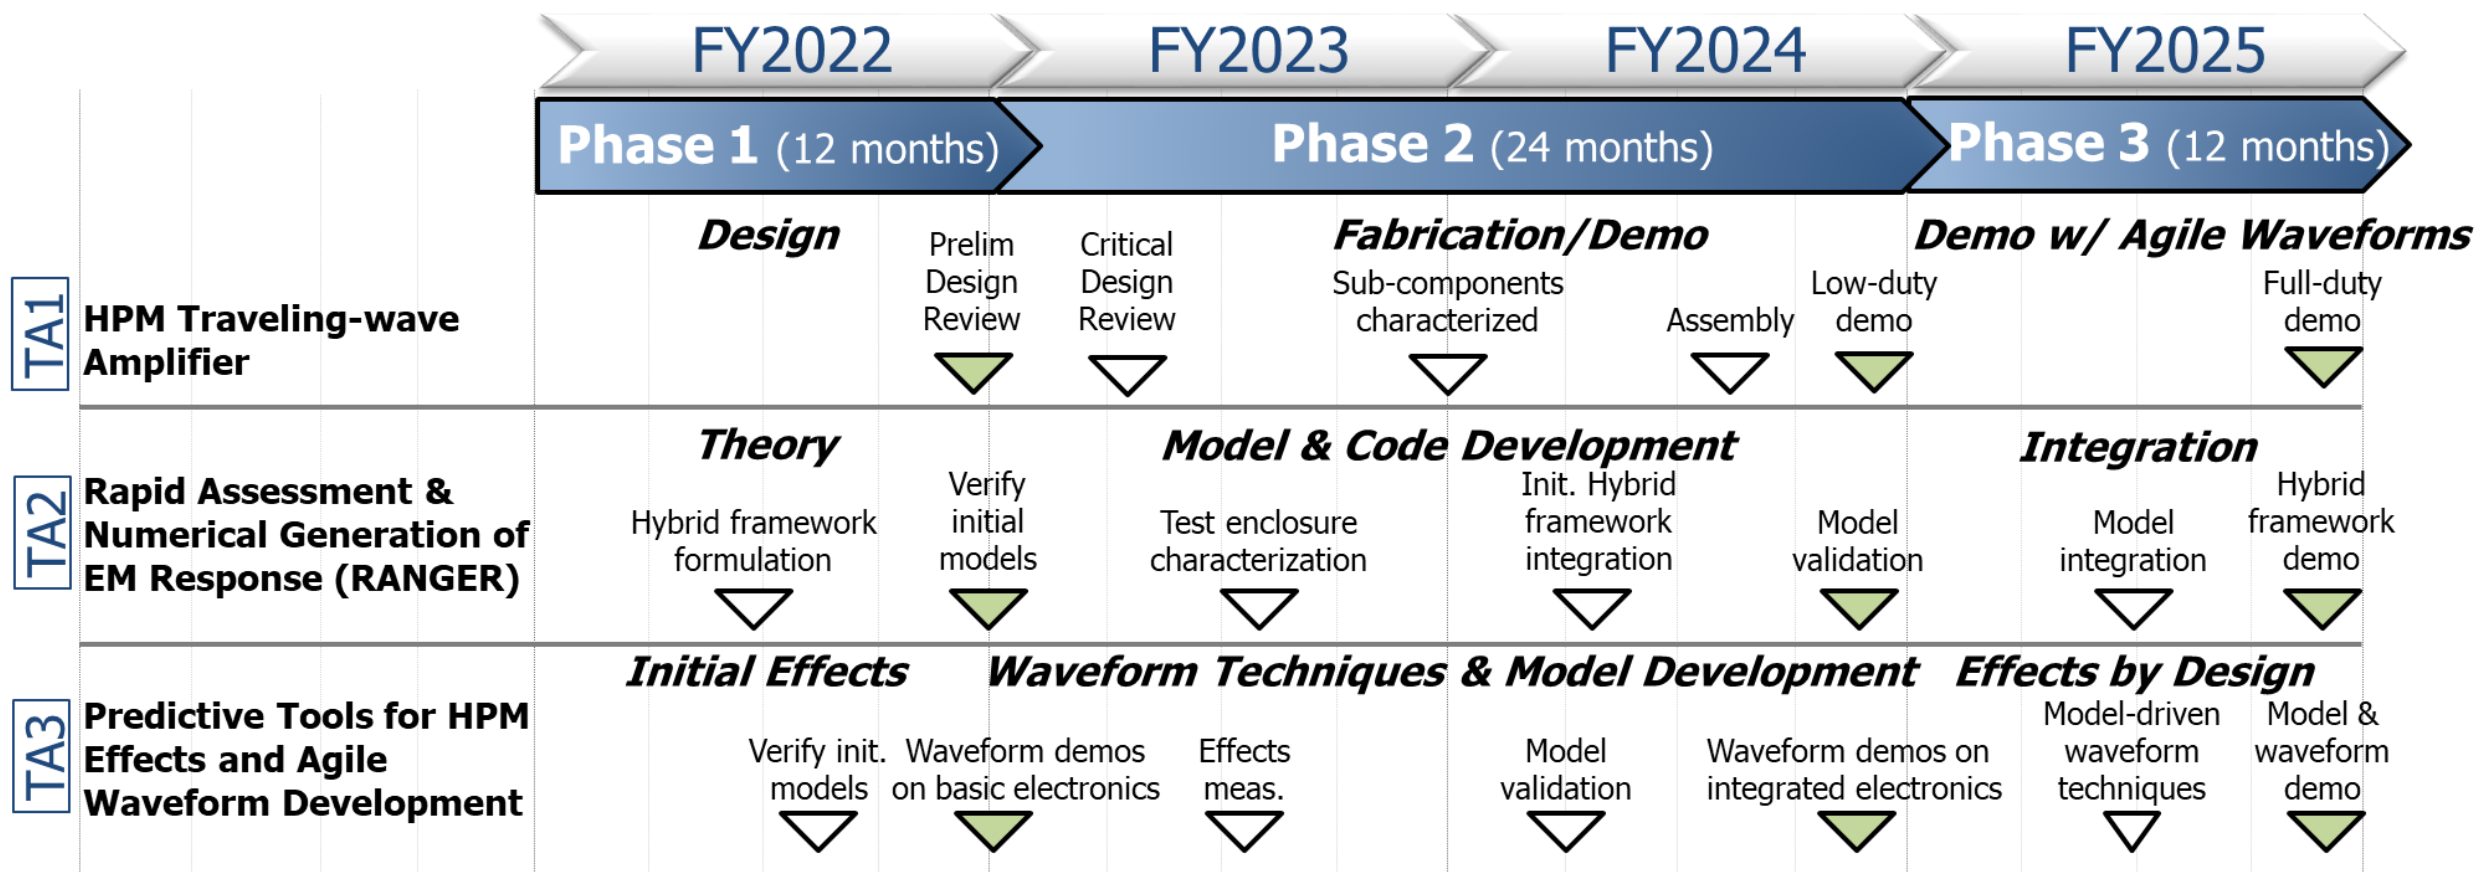 FY2022 FY2023 FY2024 FY2025
Phase 1 (12 months) Phase 2 (24 months) Phase 3 (12 months)
TA1
HPM Traveling-wave
Amplifier
Design
Prelim
Design
Review
Critical
Design
Review
Fabrication/Demo
Sub-components
characterized
Assembly
Low-duty
demo
Demo w/ Agile Waveforms
Full-duty
demo
TA2
Rapid Assessment &
Numerical Generation of
EM Response (RANGER)
Theory
Hybrid framework
formulation
Verify
initial
models
Model & Code Development
Test enclosure
characterization
Init. Hybrid
framework
integration
Model
validation
Integration
Model
integration
Hybrid
framework
demo
TA3
Predictive Tools for HPM
Effects and Agile
Waveform Development
Initial Effects
Verify init.
models
Waveform demos
on basic electronics
Waveform Techniques & Model Development
Effects
meas.
Model
validation
Waveform demos on
integrated electronics
Effects by Design
Model-driven
waveform
techniques
Model &
waveform
demo